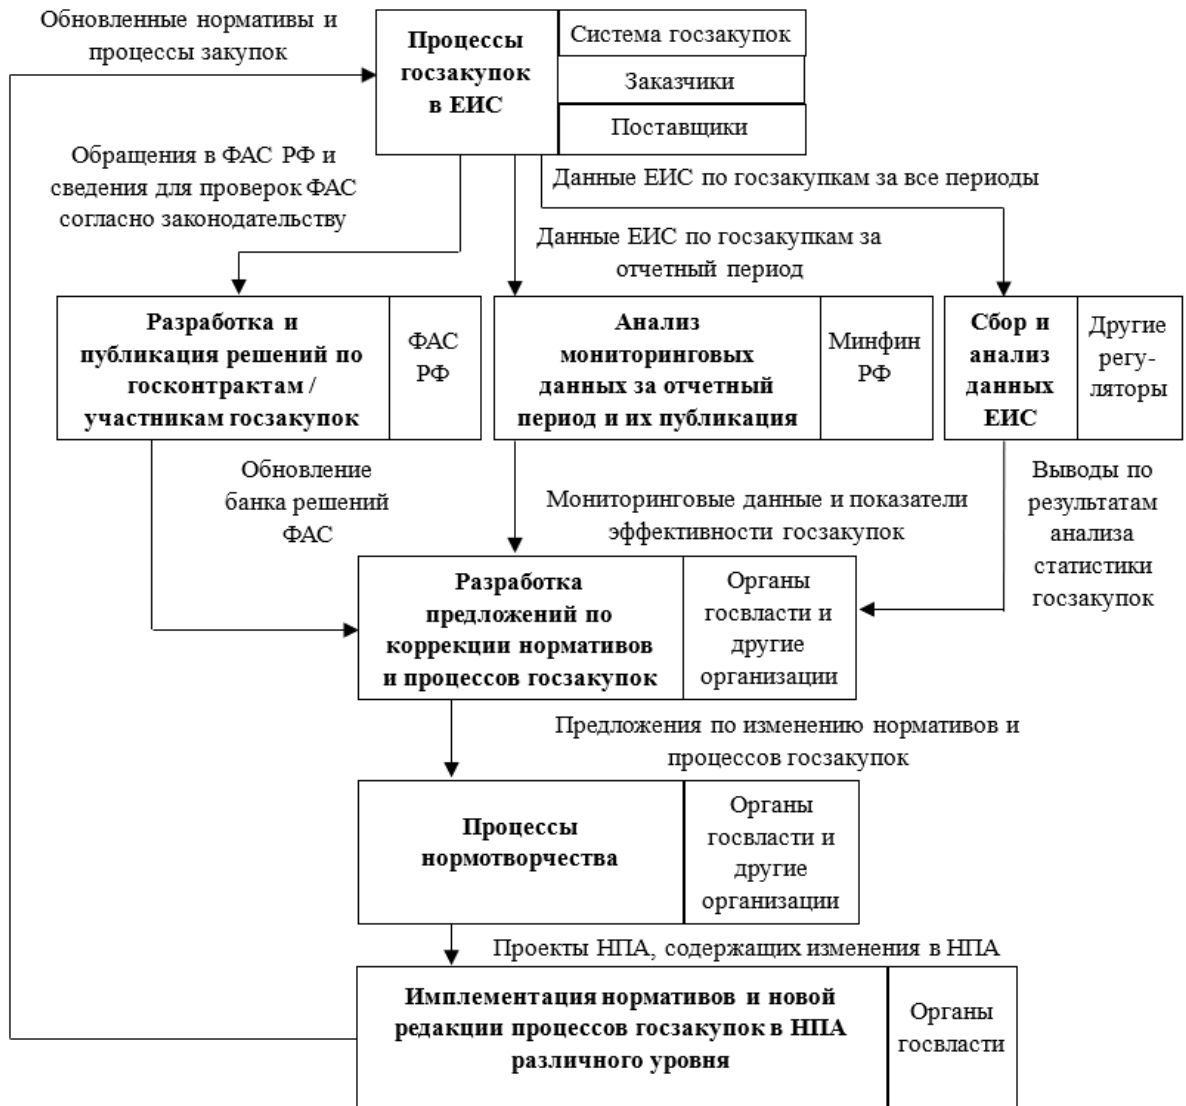 Обновленные нормативы и
процессы закупок
Процессы
госзакупок
в ЕИС
Система госзакупок
Заказчики
Поставщики
Обращения в ФАС РФ и
сведения для проверок ФАС
согласно законодательству
Данные ЕИС по госзакупкам за все периоды
Данные ЕИС по госзакупкам за
отчетный период
Разработка и
публикация решений по
госконтрактам /
участникам госзакупок
ФАС
РФ
Анализ
мониторинговых
данных за отчетный
период и их публикация
Минфин
РФ
Сбор и
анализ
данных
ЕИС
Другие
регу-
ляторы
Обновление
банка решений
ФАС
Мониторинговые данные и показатели
эффективности госзакупок
Выводы по
результатам
анализа
статистики
госзакупок
Разработка
предложений по
коррекции нормативов
и процессов госзакупок
Органы
госвласти и
другие
организации
Предложения по изменению нормативов и
процессов госзакупок
Процессы
нормотворчества
Органы
госвласти и
другие
организации
Проекты НПА, содержащих изменения в НПА
Имплементация нормативов и новой
редакции процессов госзакупок в НПА
различного уровня
Органы
госвласти